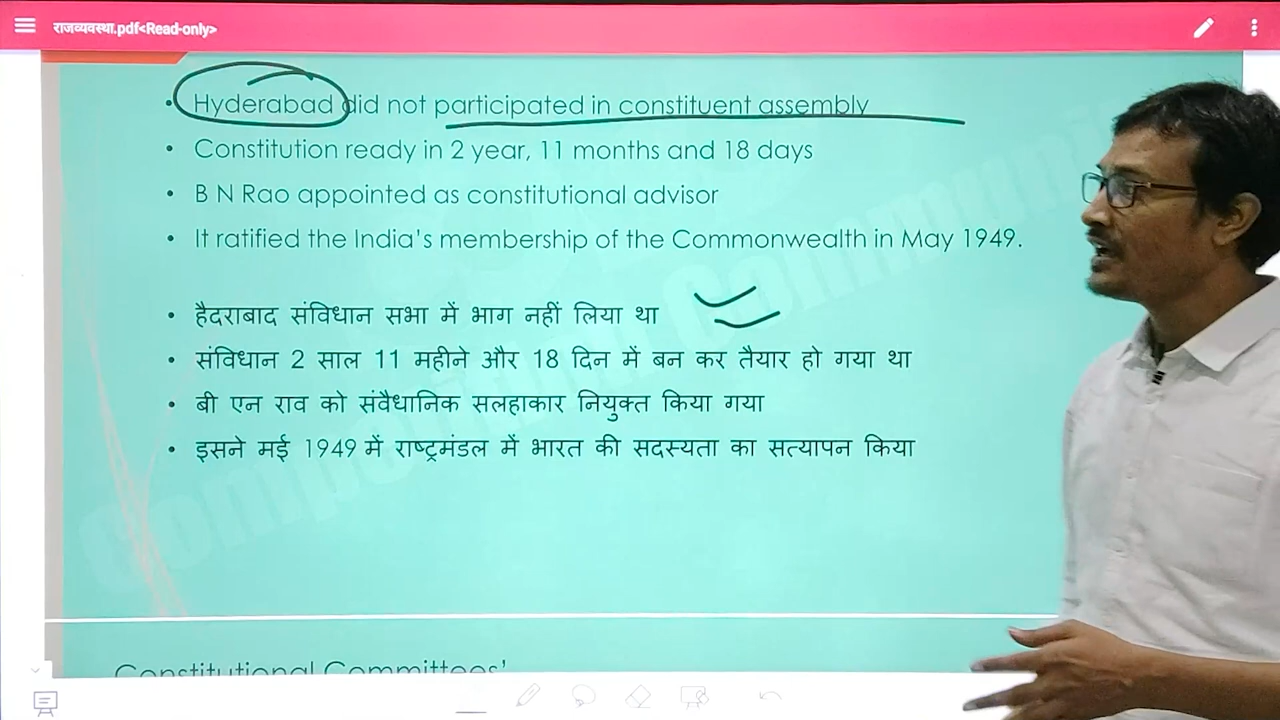 राजव्यवस्था.pdf<Read-only>
• Hyderabad did not participated in constituent assembly
• Constitution ready in 2 year, 11 months and 18 days
• B N Rao appointed as constitutional advisor
• It ratified the India's membership of the Commonwealth in May 1949.
• हैदराबाद संविधान सभा में भाग नहीं लिया था
• संविधान 2 साल 11 महीने और 18 दिन में बन कर तैयार हो गया था
• बी एन राव को संवैधानिक सलहाकार नियुक्त किया गया
• इसने मई 1949 में राष्ट्रमंडल में भारत की सदस्यता का सत्यापन किया
Constitutional Committees'